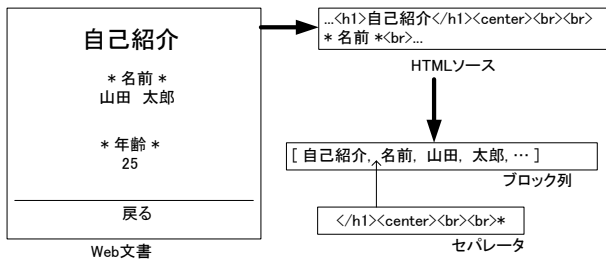 自己紹介
* 名前 *
山田　太郎
* 年齢 *
25
戻る
Web文書
...<h1>自己紹介</h1><center><br><br>
* 名前 *<br>...
HTMLソース
[ 自己紹介, 名前, 山田, 太郎, … ]
ブロック列
</h1><center><br><br>*
セパレータ